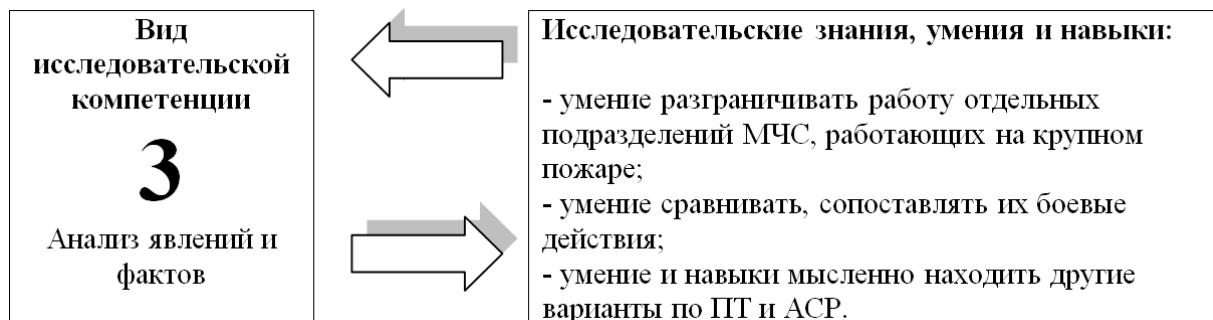 Вид
исследовательской
компетенции
3
Анализ явлений и
фактов
Исследовательские знания, умения и навыки:
- умение разграничивать работу отдельных
подразделений МЧС, работающих на крупном
пожаре;
- умение сравнивать, сопоставлять их боевые
действия;
- умение и навыки мысленно находить другие
варианты по ПТ и АСР.